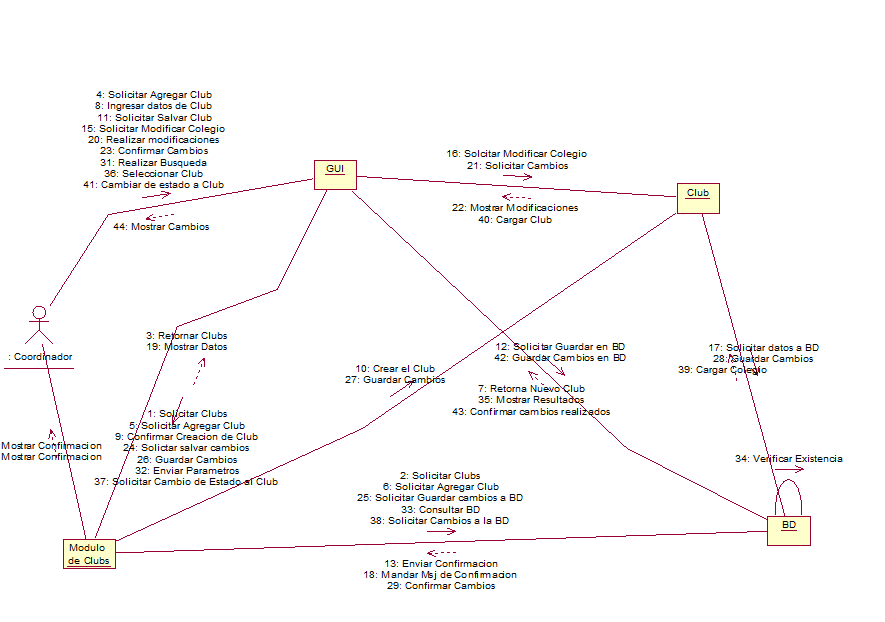 4: Solicitar Agregar Club
8: Ingresar datos de Club
11: Solicitar Salvar Club
15: Solicitar Modificar Colegio
20: Realizar modificaciones
23: Confirmar Cambios
31: Realizar Busqueda
36: Seleccionar Club
41: Cambiar de estado a Club
44: Mostrar Cambios
GUI
16: Solcitar Modificar Colegio
21: Solicitar Cambios
22: Mostrar Modificaciones
40: Cargar Club
Club
: Coordinador
3: Retornar Clubs
19: Mostrar Datos
10: Crear el Club
27: Guardar Cambios
12: Solicitar Guardar en BD
42: Guardar Cambios en BD
7: Retorna Nuevo Club
35: Mostrar Resultados
43: Confirmar cambios realizados
17: Solicitar datos a BD
28: Guardar Cambios
39: Cargar Colegio
1: Solicitar Clubs
5: Solicitar Agregar Club
9: Confirmar Creacion de Club
24: Solictar salvar cambios
26: Guardar Cambios
32: Enviar Parametros
37: Solicitar Cambio de Estado al Club
Mostrar Confirmacion
Mostrar Confirmacion
2: Solicitar Clubs
6: Solicitar Agregar Club
25: Solicitar Guardar cambios a BD
33: Consultar BD
38: Solicitar Cambios a la BD
34: Verificar Existencia
BD
Modulo
de Clubs
13: Enviar Confirmacion
18: Mandar Msj de Confirmacion
29: Confirmar Cambios